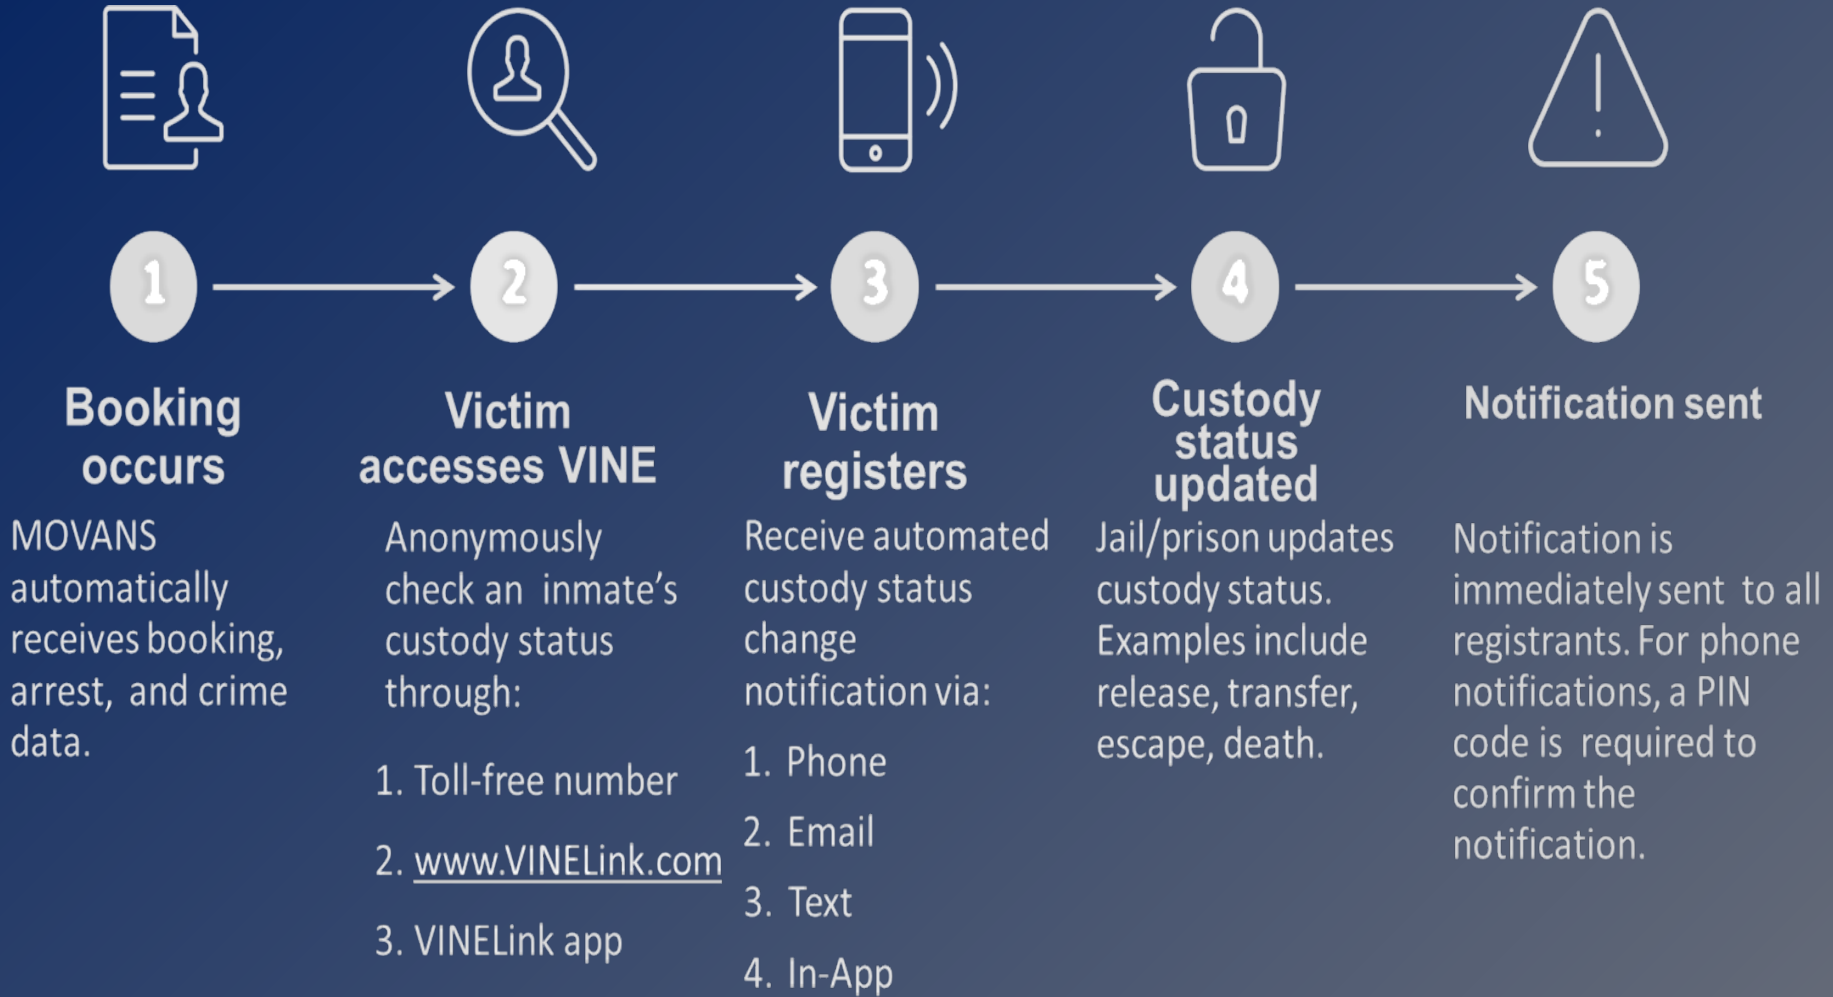 1
2
3
4
5
Booking
occurs
MOVANS
automatically
receives booking,
arrest, and crime
data.
Victim
accesses VINE
Anonymously
check an inmate's
custody status
through:
1. Toll-free number
2. www.VINELink.com
3. VINELink app
Victim
registers
Receive automated
custody status
change
notification via:
1. Phone
2. Email
3. Text
4. In-App
Custody
status
updated
Jail/prison updates
custody status.
Examples include
release, transfer,
escape, death.
Notification sent
Notification is
immediately sent to all
registrants. For phone
notifications, a PIN
code is required to
confirm the
notification.